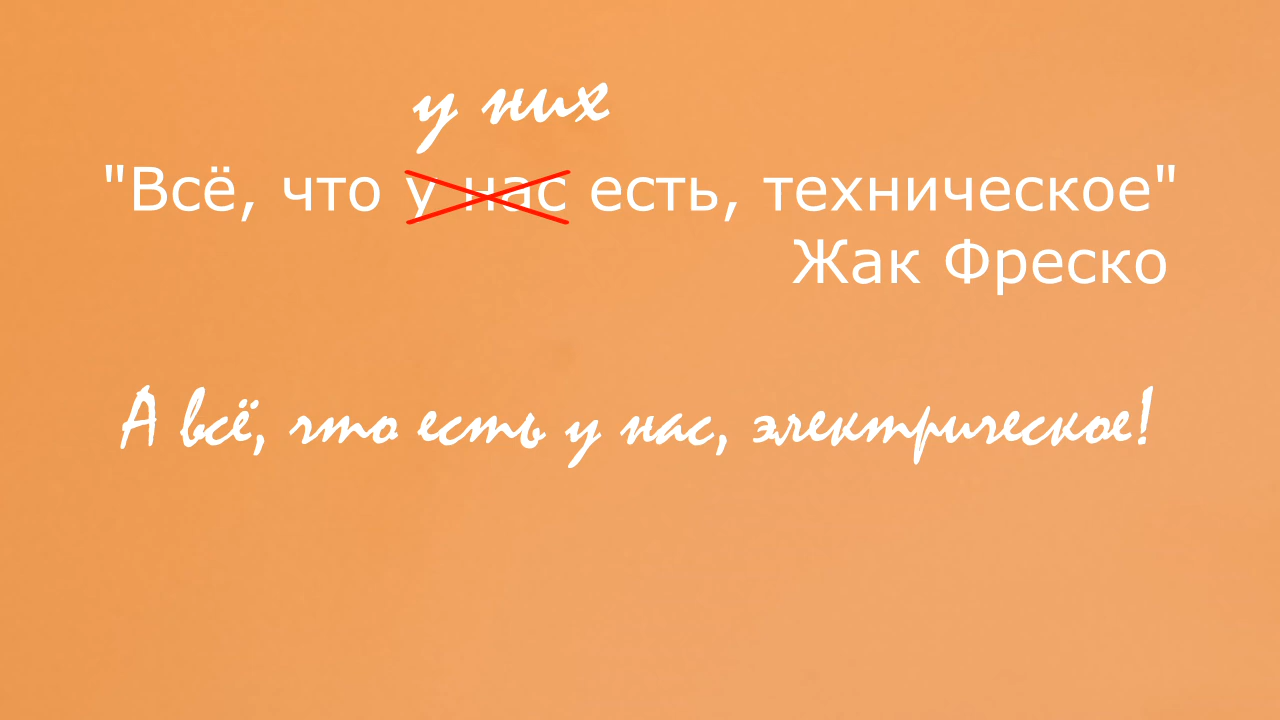 у них
"Всё, что у нас есть, техническое"
Жак Фреско
А всё, что есть у нас, электрическое!